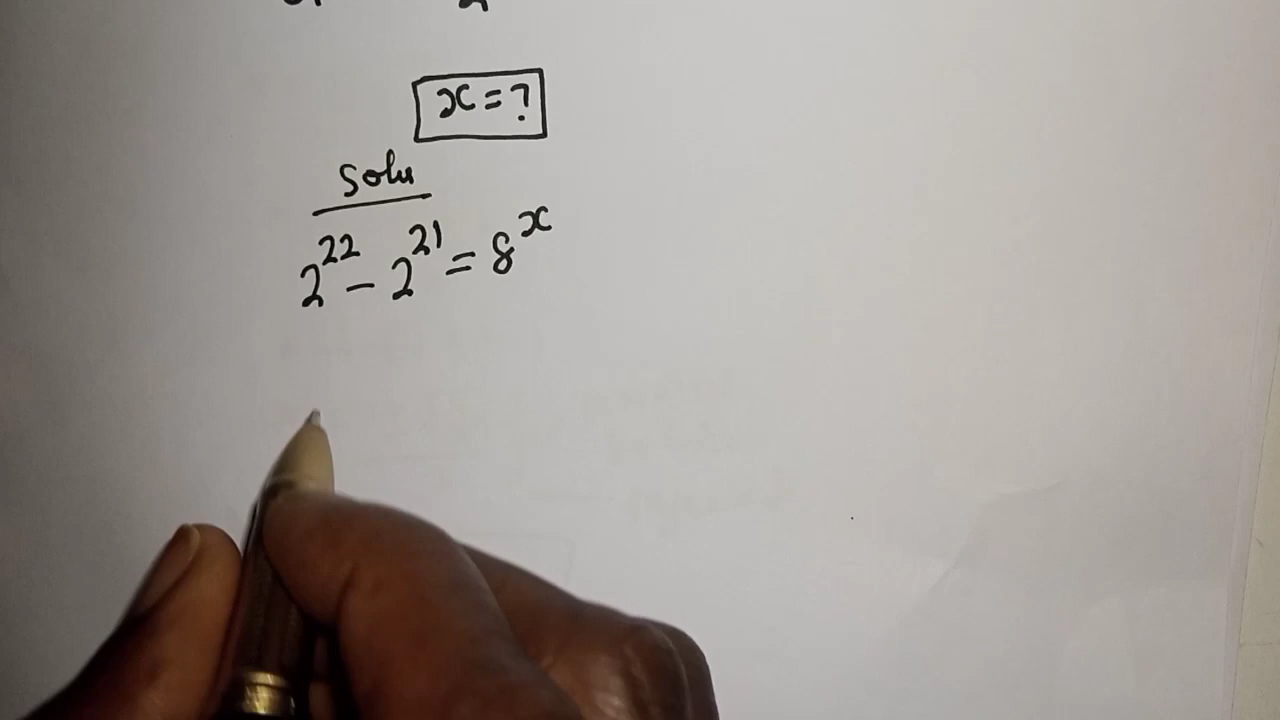 x = ?
Solu
2²² - 2²¹ = 8ˣ